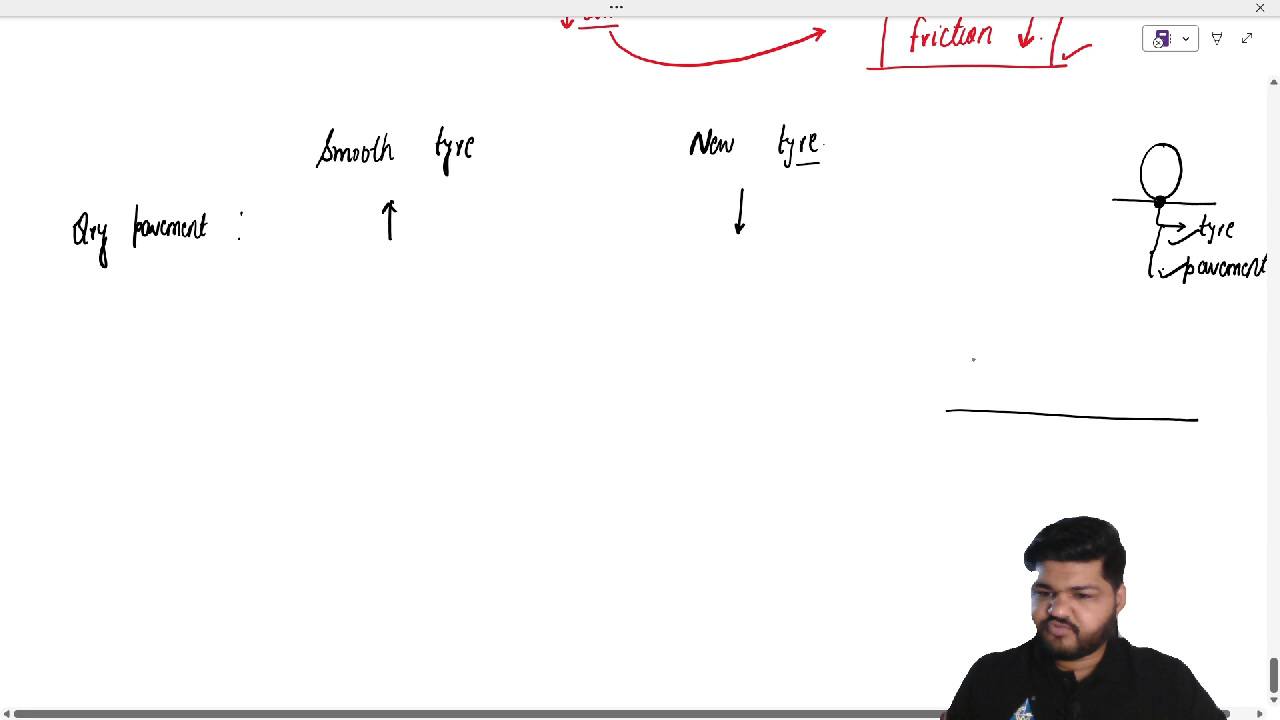 friction ↓.
Smooth tyre
New tyre.
Dry pavement : ↑ ↓
tyre
pavement